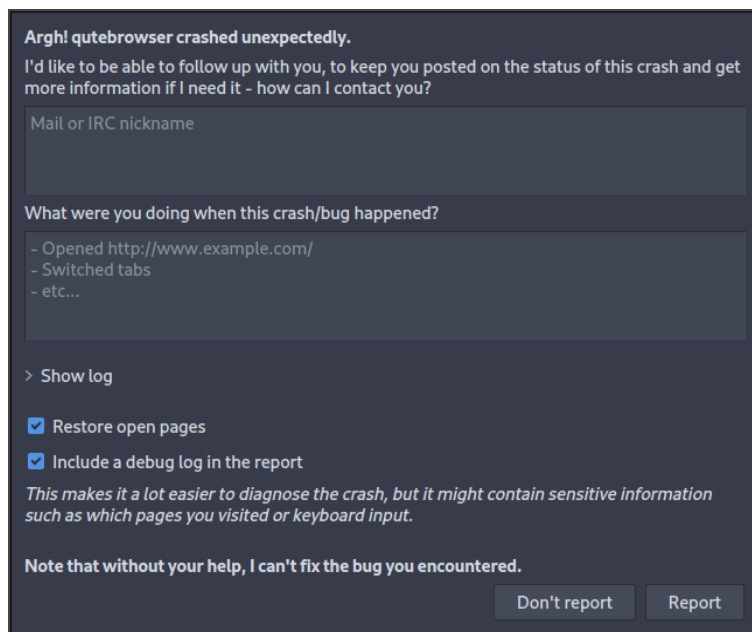 Argh! qutebrowser crashed unexpectedly.
I'd like to be able to follow up with you, to keep you posted on the status of this crash and get
more information if I need it - how can I contact you?
Mail or IRC nickname
What were you doing when this crash/bug happened?
- Opened http://www.example.com/
- Switched tabs
- etc...
> Show log
Restore open pages
Include a debug log in the report
This makes it a lot easier to diagnose the crash, but it might contain sensitive information
such as which pages you visited or keyboard input.
Note that without your help, I can't fix the bug you encountered.
Don't report Report